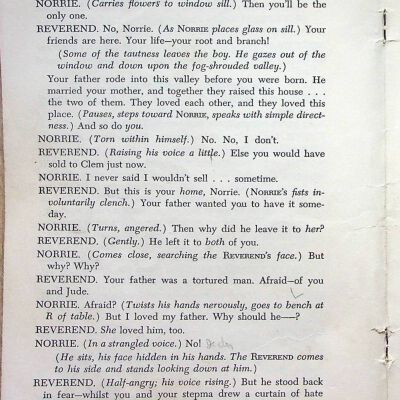 NORRIE. (Carries flowers to window sill.) Then you'll be the
only one.
REVEREND. No, Norrie. (As NORRIE places glass on sill.) Your
friends are here. Your life—your root and branch!
(Some of the tautness leaves the boy. He gazes out of the
window and down upon the fog-shrouded valley.)
Your father rode into this valley before you were born. He
married your mother, and together they raised this house . . .
the two of them. They loved each other, and they loved this
place. (Pauses, steps toward NORRIE, speaks with simple direct-
ness.) And so do you.
NORRIE. (Torn within himself.) No. No, I don't.
REVEREND. (Raising his voice a little.) Else you would have
sold to Clem just now.
NORRIE. I never said I wouldn't sell . . . sometime.
REVEREND. But this is your home, Norrie. (NORRIE's fists in-
voluntarily clench.) Your father wanted you to have it some-
day.
NORRIE. (Turns, angered.) Then why did he leave it to her?
REVEREND. (Gently.) He left it to both of you.
NORRIE. (Comes close, searching the REVEREND's face.) But
why? Why?
REVEREND. Your father was a tortured man. Afraid—of you
and Jude.
NORRIE. Afraid? (Twists his hands nervously, goes to bench at
R of table.) But I loved my father. Why should he——?
REVEREND. She loved him, too.
NORRIE. (In a strangled voice.) No!
(He sits, his face hidden in his hands. The REVEREND comes
to his side and stands looking down at him.)
REVEREND. (Half-angry; his voice rising.) But he stood back
in fear—whilst you and your stepma drew a curtain of hate